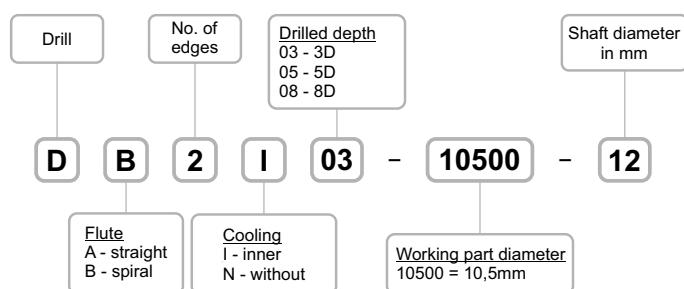 Drill
No. of
edges
Drilled depth
03 - 3D
05 - 5D
08 - 8D
Shaft diameter
in mm
D B 2 I 03 - 10500 - 12
Flute
A - straight
B - spiral
Cooling
I - inner
N - without
Working part diameter
10500 = 10,5mm